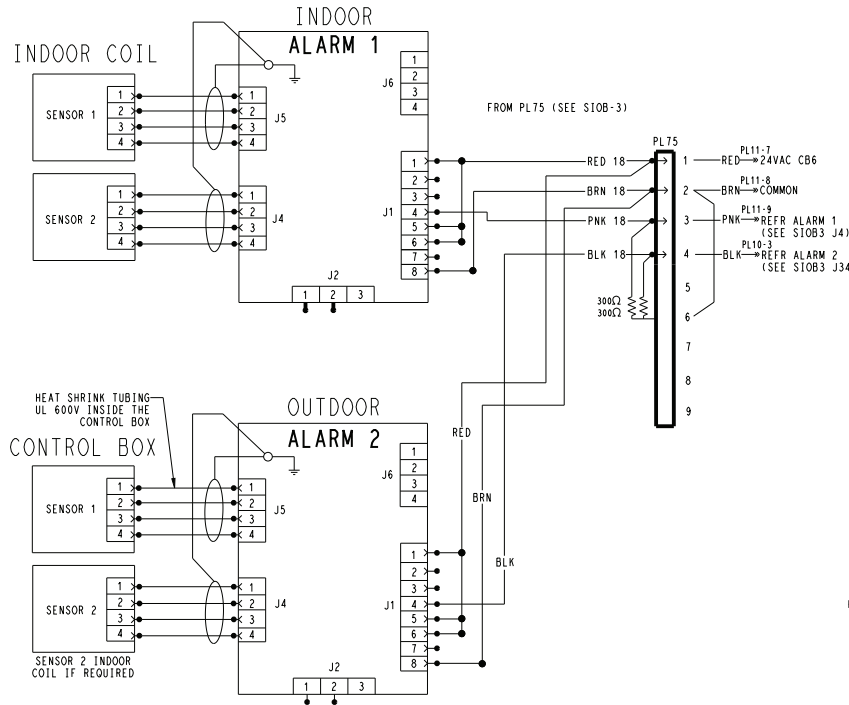 INDOOR
ALARM 1
INDOOR COIL
SENSOR 1
1
2
3
4
1
2
3
4
J5
J6
1
2
3
4
SENSOR 2
1
2
3
4
1
2
3
4
J4
J1
1
2
3
4
5
6
7
8
J2
1 2 3
FROM PL75 (SEE SIOB-3)
PL75
RED 18
BRN 18
PNK 18
BLK 18
300Ω
300Ω
1
2
3
4
5
6
7
8
9
PL11-7
RED 24VAC CB6
PL11-8
BRN COMMON
PL11-9
PNK REFR ALARM 1
(SEE SIOB3 J4)
PL10-3
BLK REFR ALARM 2
(SEE SIOB3 J34
HEAT SHRINK TUBING
UL 600V INSIDE THE
CONTROL BOX
OUTDOOR
ALARM 2
CONTROL BOX
SENSOR 1
1
2
3
4
1
2
3
4
J5
J6
1
2
3
4
SENSOR 2
1
2
3
4
1
2
3
4
J4
J1
1
2
3
4
5
6
7
8
RED
BRN
BLK
SENSOR 2 INDOOR
COIL IF REQUIRED
J2
1 2 3